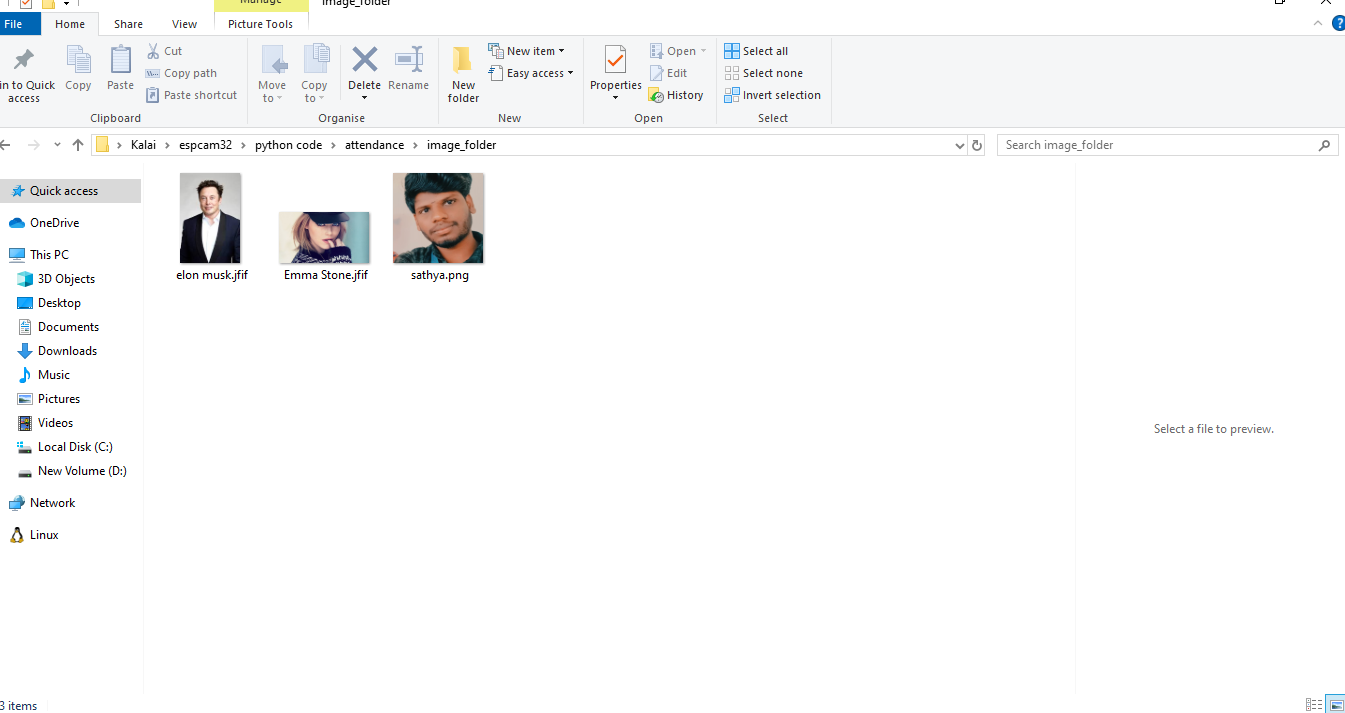 Manage
image_folder
File
Home
Share
View
Picture Tools
in to Quick
access
Copy
Paste
Cut
Copy path
Paste shortcut
Move
to
Copy
to
Delete
Rename
New
folder
New item
Easy access
Properties
Open
Edit
History
Select all
Select none
Invert selection
Clipboard
Organise
New
Open
Select
Kalai
espcam32
python code
attendance
image_folder
Search image_folder
Quick access
OneDrive
This PC
3D Objects
Desktop
Documents
Downloads
Music
Pictures
Videos
Local Disk (C:)
New Volume (D:)
Network
Linux
elon musk.jfif
Emma Stone.jfif
sathya.png
Select a file to preview.
3 items